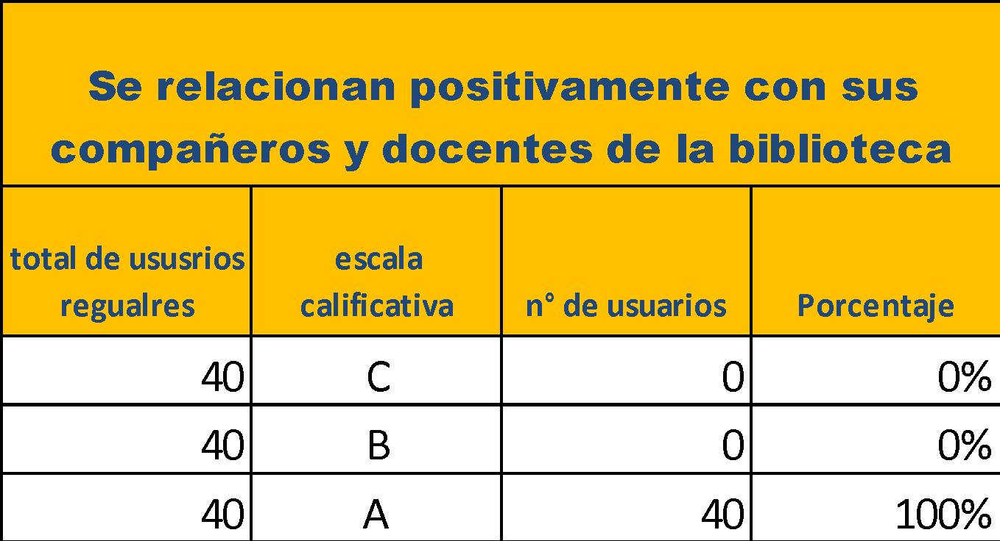 Se relacionan positivamente con sus
compañeros y docentes de la biblioteca
total de ususrios
regualres
escala
calificativa
n° de usuarios
Porcentaje
40 C 0 0%
40 B 0 0%
40 A 40 100%